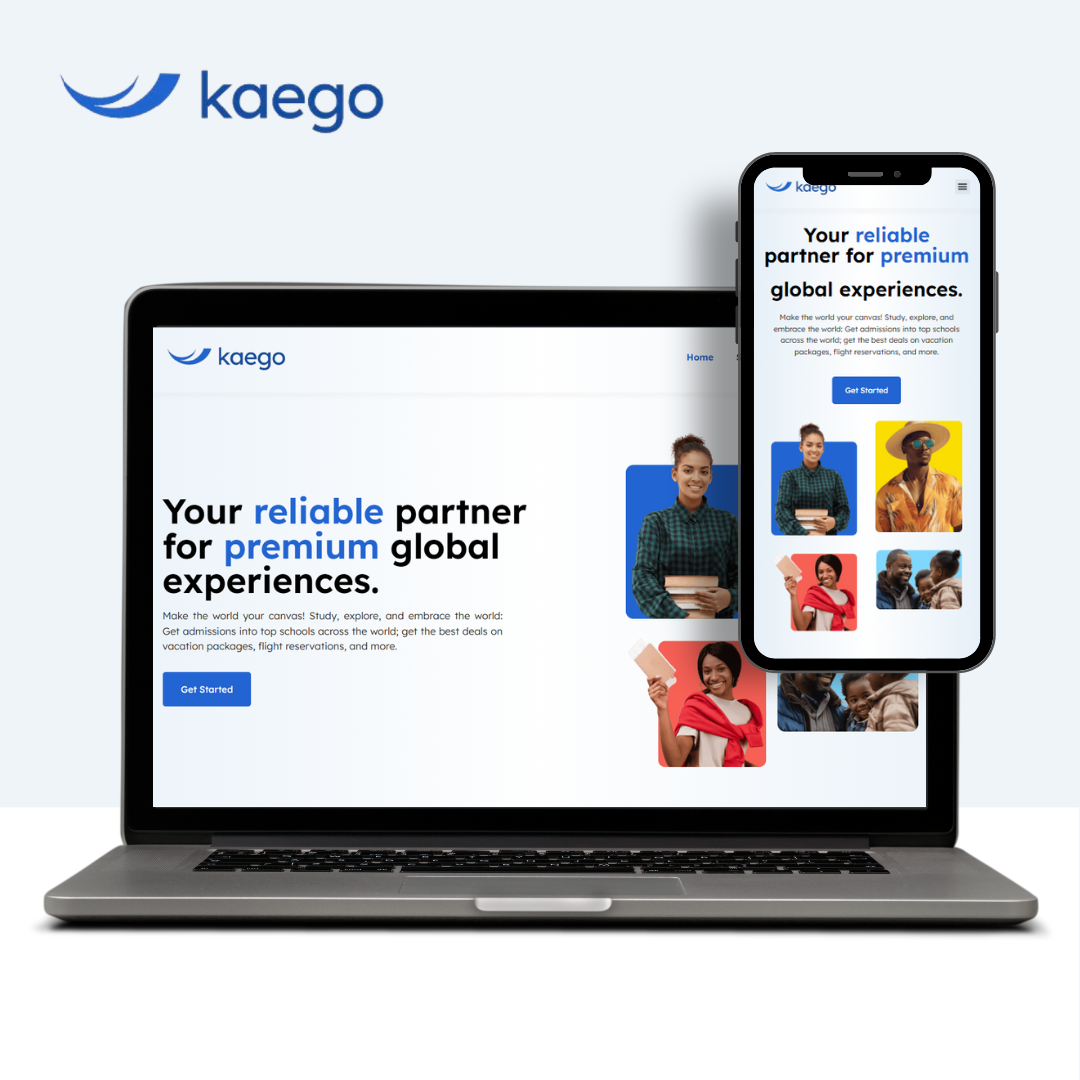 kaego
kaego
Your reliable
partner for premium
global experiences.
Make the world your canvas! Study, explore, and
embrace the world: Get admissions into top schools
across the world; get the best deals on vacation
packages, flight reservations, and more.
Get Started
kaego
Home
Your reliable partner
for premium global
experiences.
Make the world your canvas! Study, explore, and embrace the world:
Get admissions into top schools across the world; get the best deals on
vacation packages, flight reservations, and more.
Get Started